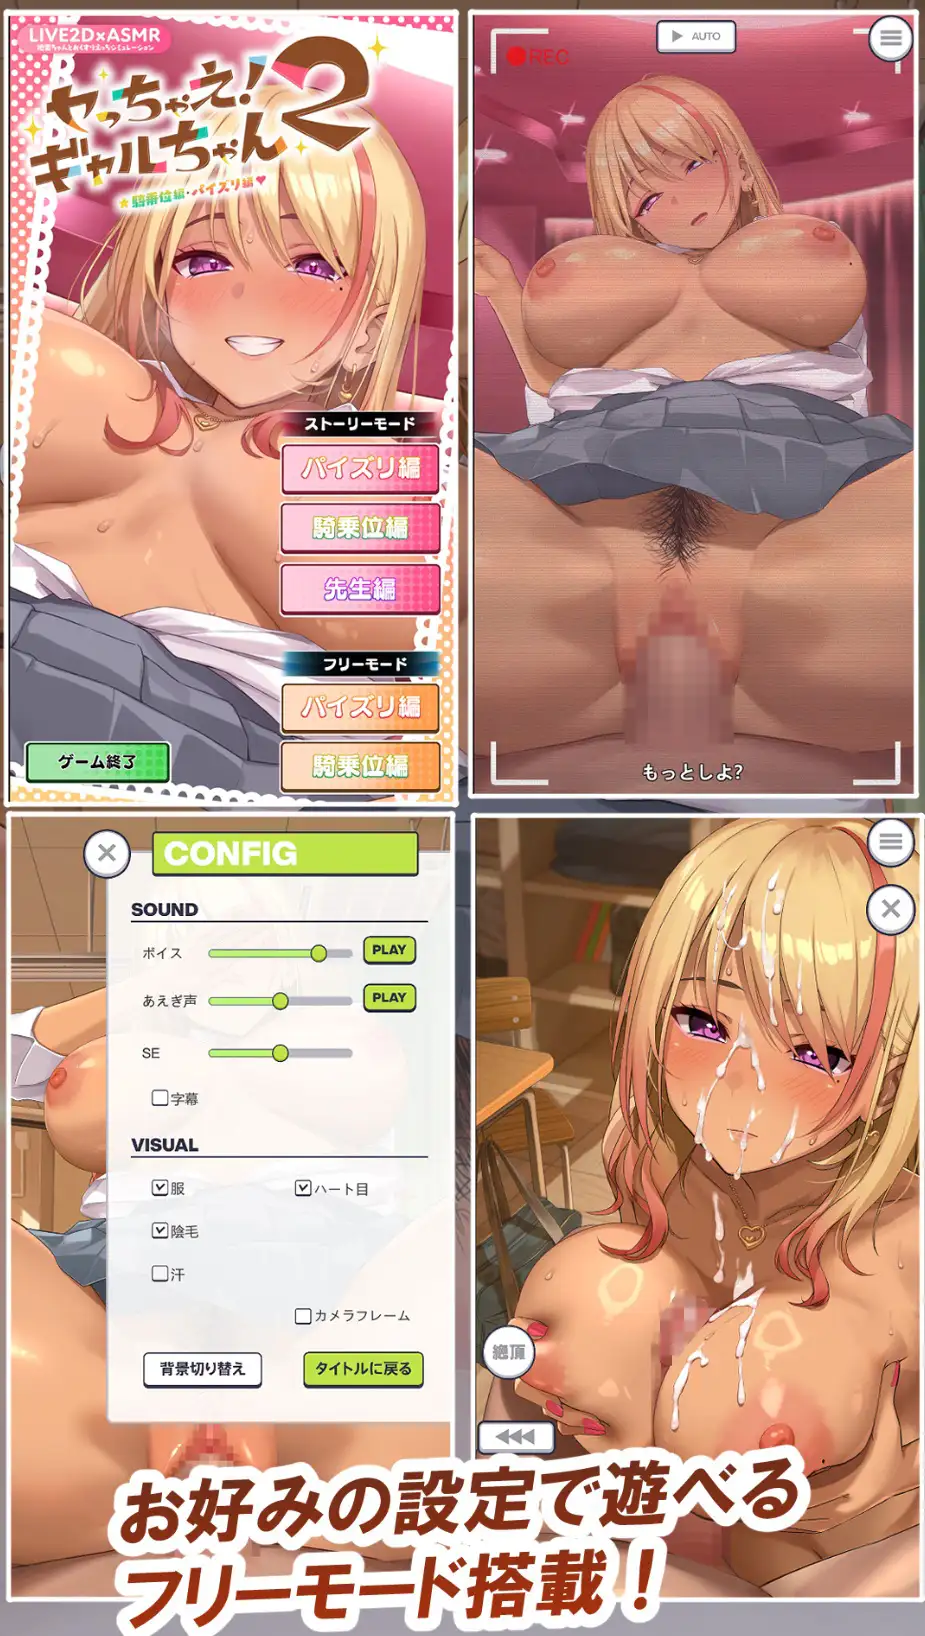 LIVE2D×ASMR
ヤっちゃえ!
ギャルちゃん2
騎乗位編・パイズリ編
ストーリーモード
パイズリ編
騎乗位編
先生編
フリーモード
パイズリ編
騎乗位編
ゲーム終了
REC
AUTO
もっとしよ?
CONFIG
SOUND
ボイス
PLAY
あえぎ声
PLAY
SE
字幕
VISUAL
服
ハート目
陰毛
汗
カメラフレーム
背景切り替え
タイトルに戻る
絶頂
お好みの設定で遊べる
フリーモード搭載!